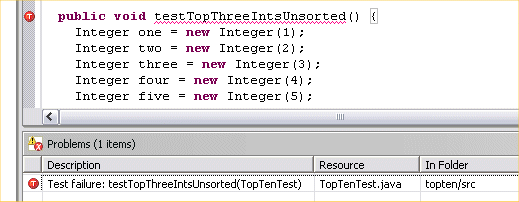 public void testTopThreeIntsUnsorted() {
Integer one = new Integer(1);
Integer two = new Integer(2);
Integer three = new Integer(3);
Integer four = new Integer(4);
Integer five = new Integer(5);
Problems (1 items)
Description Resource In Folder
Test failure: testTopThreeIntsUnsorted(TopTenTest) TopTenTest.java topten/src